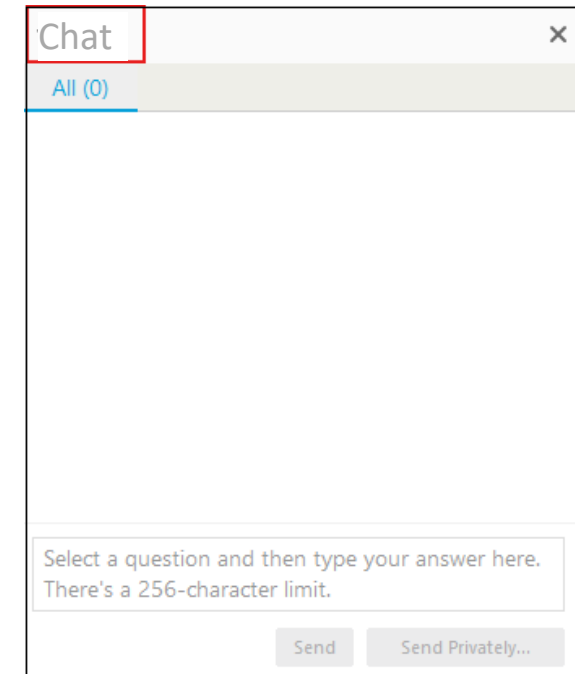 Chat
All (0)
Select a question and then type your answer here.
There's a 256-character limit.
Send Send Privately...